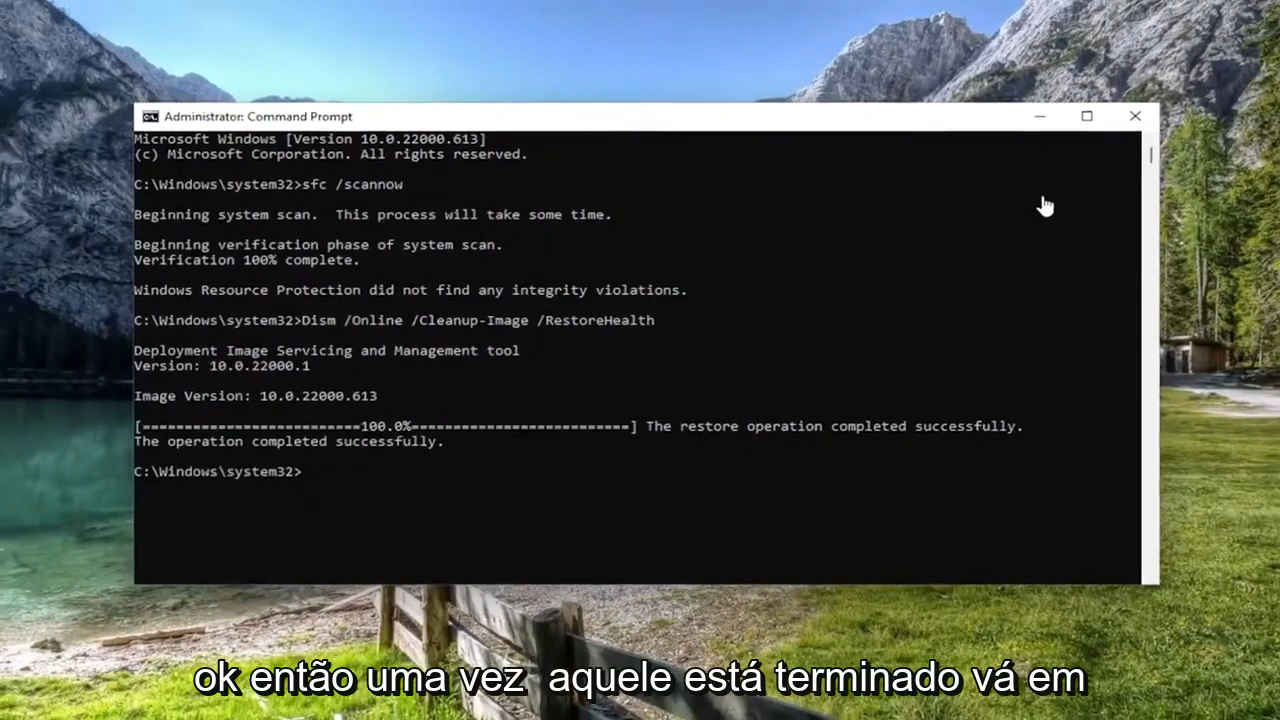 Administrator: Command Prompt
Microsoft Windows [Version 10.0.22000.613]
(c) Microsoft Corporation. All rights reserved.
C:\Windows\system32>sfc /scannow
Beginning system scan.  This process will take some time.
Beginning verification phase of system scan.
Verification 100% complete.
Windows Resource Protection did not find any integrity violations.
C:\Windows\system32>Dism /Online /Cleanup-Image /RestoreHealth
Deployment Image Servicing and Management tool
Version: 10.0.22000.1
Image Version: 10.0.22000.613
[==========================100.0%==========================] The restore operation completed successfully.
The operation completed successfully.
C:\Windows\system32>
ok então uma vez  aquele está terminado vá em